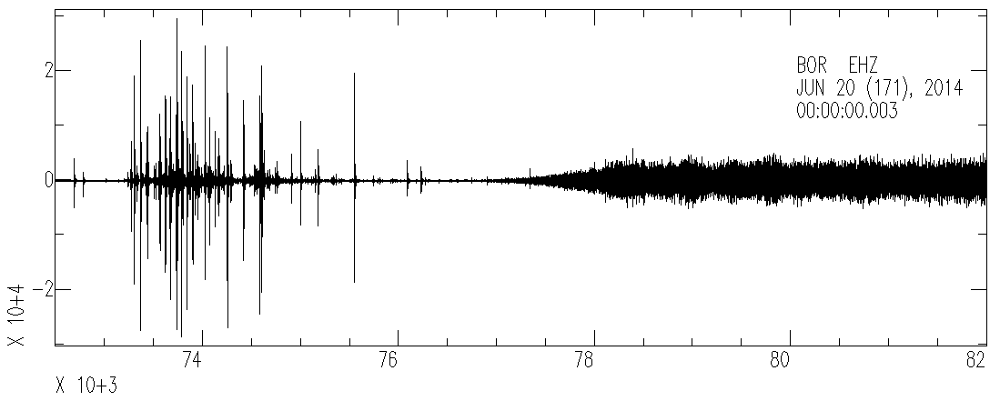 BOR EHZ
JUN 20 (171), 2014
00:00:00.003
2
0
-2
X 10+4
74 76 78 80 82
X 10+3